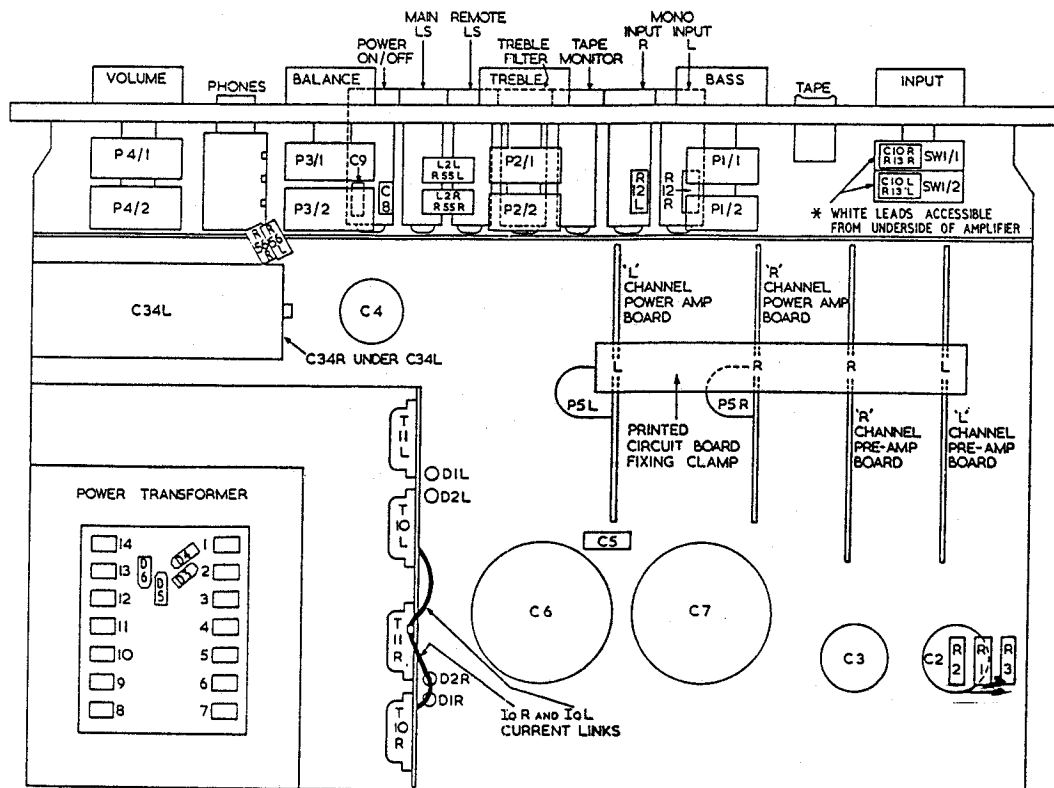 MAIN LS
REMOTE LS
MONO
INPUT R
INPUT L
POWER ON/OFF
TREBLE FILTER
TAPE MONITOR
VOLUME
PHONES
BALANCE
TREBLE
BASS
TAPE
INPUT
P4/1
P4/2
P3/1
P3/2
C9
C8
L2L
R55L
L2R
R55R
P2/1
P2/2
R12L
R12R
P1/1
P1/2
C10R
R13R
SW1/1
C10L
R13L
SW1/2
* WHITE LEADS ACCESSIBLE
FROM UNDERSIDE OF AMPLIFIER
R56R
R56L
C34L
C34R UNDER C34L
C4
'L'
CHANNEL
POWER AMP
BOARD
'R'
CHANNEL
POWER AMP
BOARD
L
R
R
L
P5L
P5R
PRINTED
CIRCUIT BOARD
FIXING CLAMP
'R'
CHANNEL
PRE-AMP
BOARD
'L'
CHANNEL
PRE-AMP
BOARD
T11L
D1L
D2L
T10L
POWER TRANSFORMER
14
13
12
11
10
9
8
1
2
3
4
5
6
7
D6
D5
D4
D3
C5
C6
C7
C3
C2
R2
R1
R3
T11R
D2R
D1R
T10R
IoR AND IoL
CURRENT LINKS